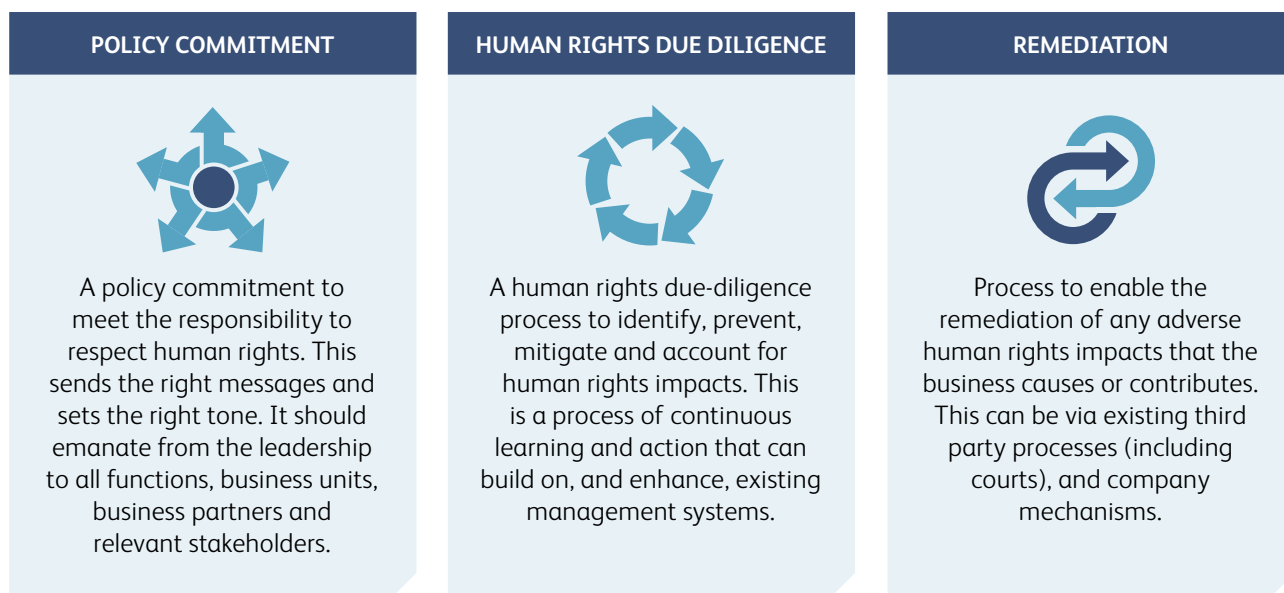 POLICY COMMITMENT
A policy commitment to
meet the responsibility to
respect human rights. This
sends the right messages and
sets the right tone. It should
emanate from the leadership
to all functions, business units,
business partners and
relevant stakeholders.
HUMAN RIGHTS DUE DILIGENCE
A human rights due-diligence
process to identify, prevent,
mitigate and account for
human rights impacts. This
is a process of continuous
learning and action that can
build on, and enhance, existing
management systems.
REMEDIATION
Process to enable the
remediation of any adverse
human rights impacts that the
business causes or contributes.
This can be via existing third
party processes (including
courts), and company
mechanisms.